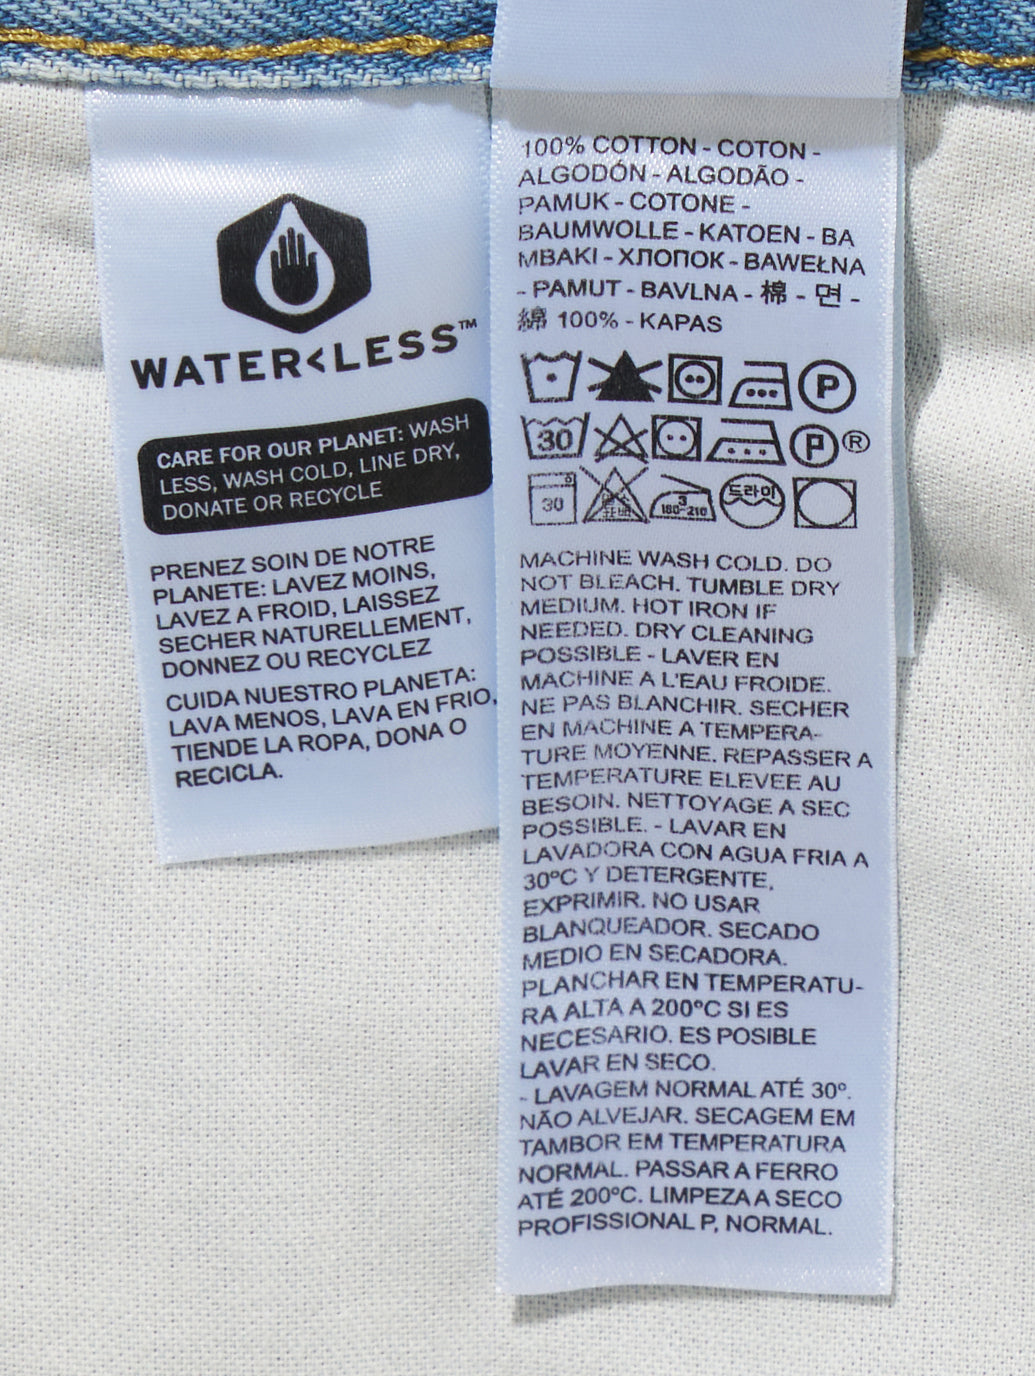 WATER<LESS™
CARE FOR OUR PLANET: WASH
LESS, WASH COLD, LINE DRY,
DONATE OR RECYCLE
PRENEZ SOIN DE NOTRE
PLANETE: LAVEZ MOINS,
LAVEZ A FROID, LAISSEZ
SECHER NATURELLEMENT,
DONNEZ OU RECYCLEZ
CUIDA NUESTRO PLANETA:
LAVA MENOS, LAVA EN FRIO,
TIENDE LA ROPA, DONA O
RECICLA.
100% COTTON - COTON -
ALGODÓN - ALGODÃO -
PAMUK - COTONE -
BAUMWOLLE - KATOEN - BA
MBAKI - ХЛОПОК - BAWEŁNA
- PAMUT - BAVLNA - 棉 - 면 -
綿 100% - KAPAS
P
30 P ®
30 3 180~210 드라이
MACHINE WASH COLD. DO
NOT BLEACH. TUMBLE DRY
MEDIUM. HOT IRON IF
NEEDED. DRY CLEANING
POSSIBLE - LAVER EN
MACHINE A L'EAU FROIDE.
NE PAS BLANCHIR. SECHER
EN MACHINE A TEMPERA-
TURE MOYENNE. REPASSER A
TEMPERATURE ELEVEE AU
BESOIN. NETTOYAGE A SEC
POSSIBLE. - LAVAR EN
LAVADORA CON AGUA FRIA A
30ºC Y DETERGENTE,
EXPRIMIR. NO USAR
BLANQUEADOR. SECADO
MEDIO EN SECADORA.
PLANCHAR EN TEMPERATU-
RA ALTA A 200ºC SI ES
NECESARIO. ES POSIBLE
LAVAR EN SECO.
- LAVAGEM NORMAL ATÉ 30º.
NÃO ALVEJAR. SECAGEM EM
TAMBOR EM TEMPERATURA
NORMAL. PASSAR A FERRO
ATÉ 200ºC. LIMPEZA A SECO
PROFISSIONAL P, NORMAL.